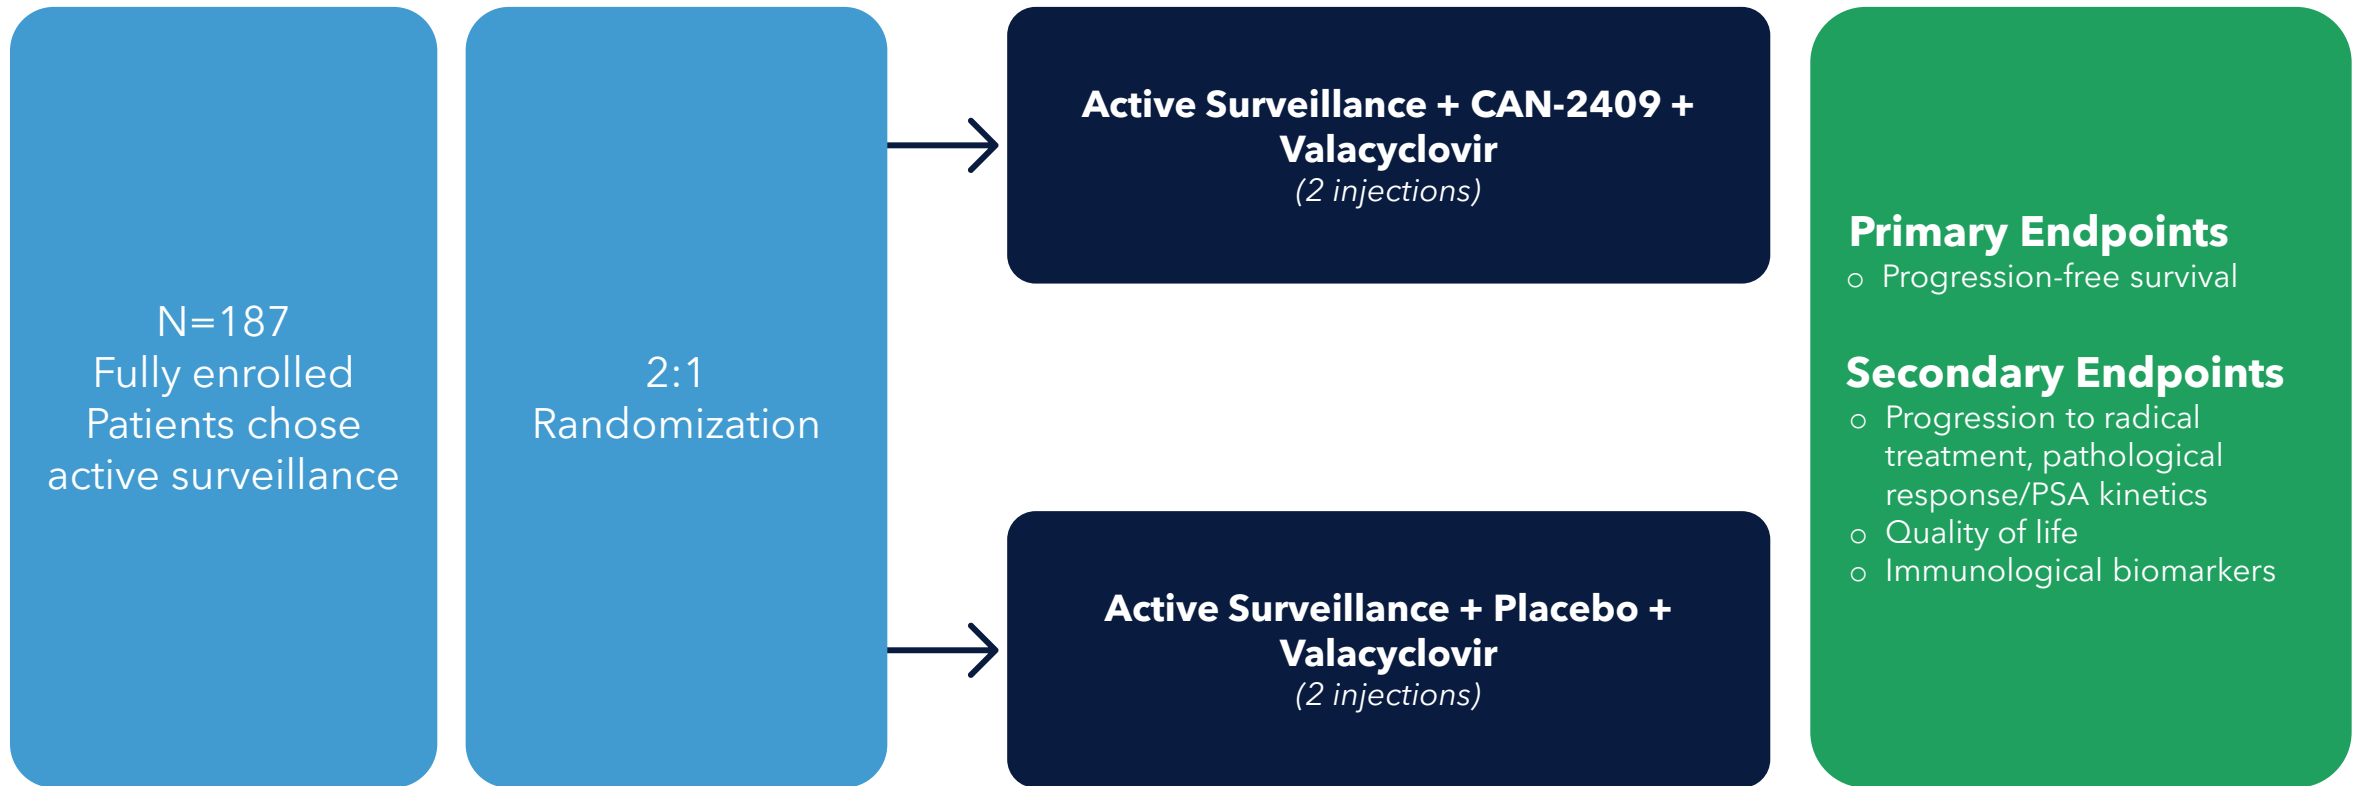 N=187
Fully enrolled
Patients chose
active surveillance
2:1
Randomization
Active Surveillance + CAN-2409 +
Valacyclovir
(2 injections)
Active Surveillance + Placebo +
Valacyclovir
(2 injections)
Primary Endpoints
o Progression-free survival
Secondary Endpoints
o Progression to radical
treatment, pathological
response/PSA kinetics
o Quality of life
o Immunological biomarkers